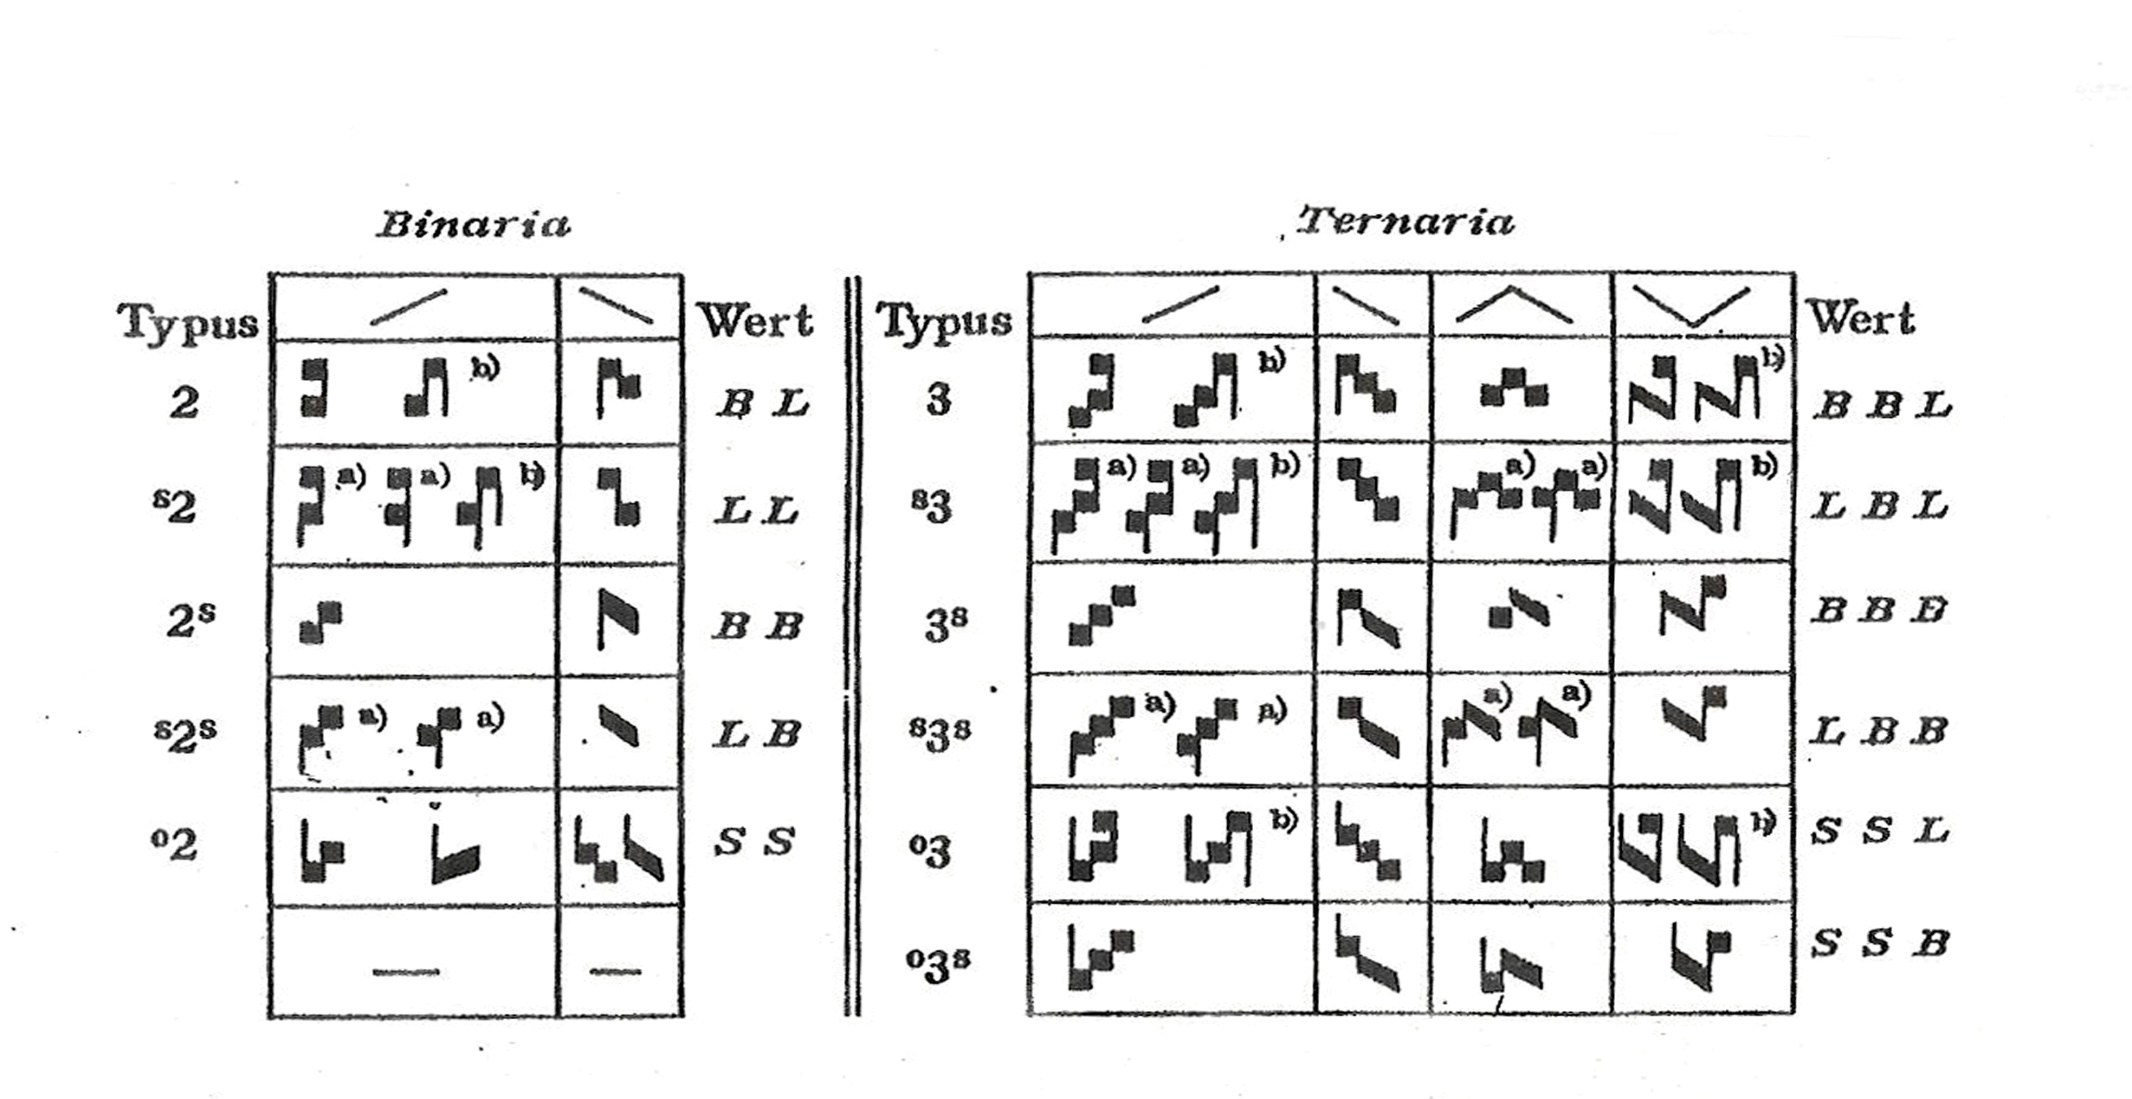 Binaria Ternaria
Typus Wert Typus Wert
2 b) B L 3 b) b) B B L
s2 a) a) b) L L s3 a) a) b) a) a) b) L B L
2s B B 3s B B B
s2s a) a) L B s3s a) a) a) a) L B B
o2 S S o3 b) b) S S L
o3s S S B